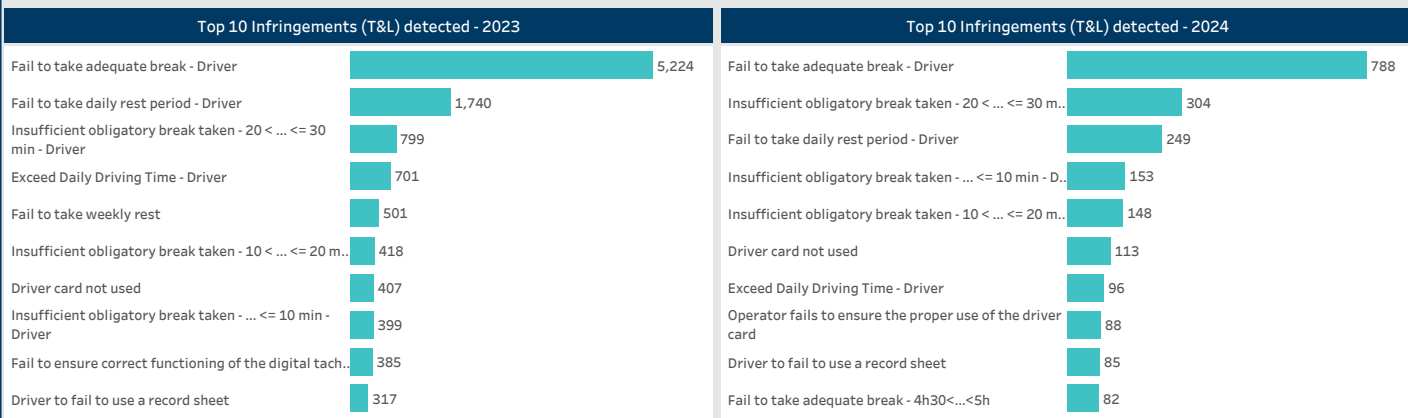 Top 10 Infringements (T&L) detected - 2023
Fail to take adequate break - Driver
5,224
Fail to take daily rest period - Driver
1,740
Insufficient obligatory break taken - 20 < ... <= 30
min - Driver
799
Exceed Daily Driving Time - Driver
701
Fail to take weekly rest
501
Insufficient obligatory break taken - 10 < ... <= 20 m..
418
Driver card not used
407
Insufficient obligatory break taken - ... <= 10 min -
Driver
399
Fail to ensure correct functioning of the digital tach..
385
Driver to fail to use a record sheet
317
Top 10 Infringements (T&L) detected - 2024
Fail to take adequate break - Driver
788
Insufficient obligatory break taken - 20 < ... <= 30 m..
304
Fail to take daily rest period - Driver
249
Insufficient obligatory break taken - ... <= 10 min - D..
153
Insufficient obligatory break taken - 10 < ... <= 20 m..
148
Driver card not used
113
Exceed Daily Driving Time - Driver
96
Operator fails to ensure the proper use of the driver
card
88
Driver to fail to use a record sheet
85
Fail to take adequate break - 4h30<...<5h
82